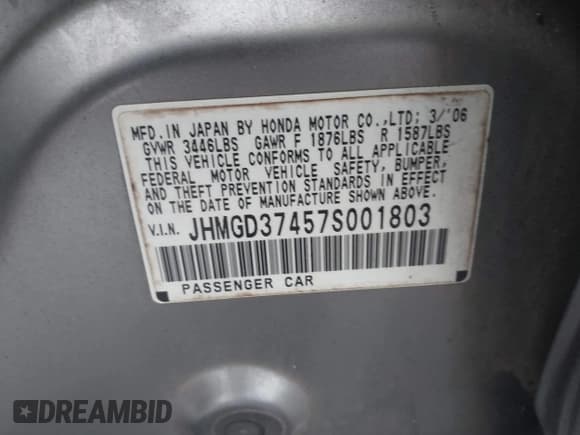 MFD.IN JAPAN BY HONDA MOTOR CO.,LTD; 3/'06
GVWR 3446LBS GAWR F 1876LBS R 1587LBS
THIS VEHICLE CONFORMS TO ALL APPLICABLE
FEDERAL MOTOR VEHICLE SAFETY, BUMPER,
AND THEFT PREVENTION STANDARDS IN EFFECT
ON THE DATE OF MANUFACTURE SHOWN ABOVE.
V.I.N. JHMGD37457S001803
PASSENGER CAR
DREAMBID